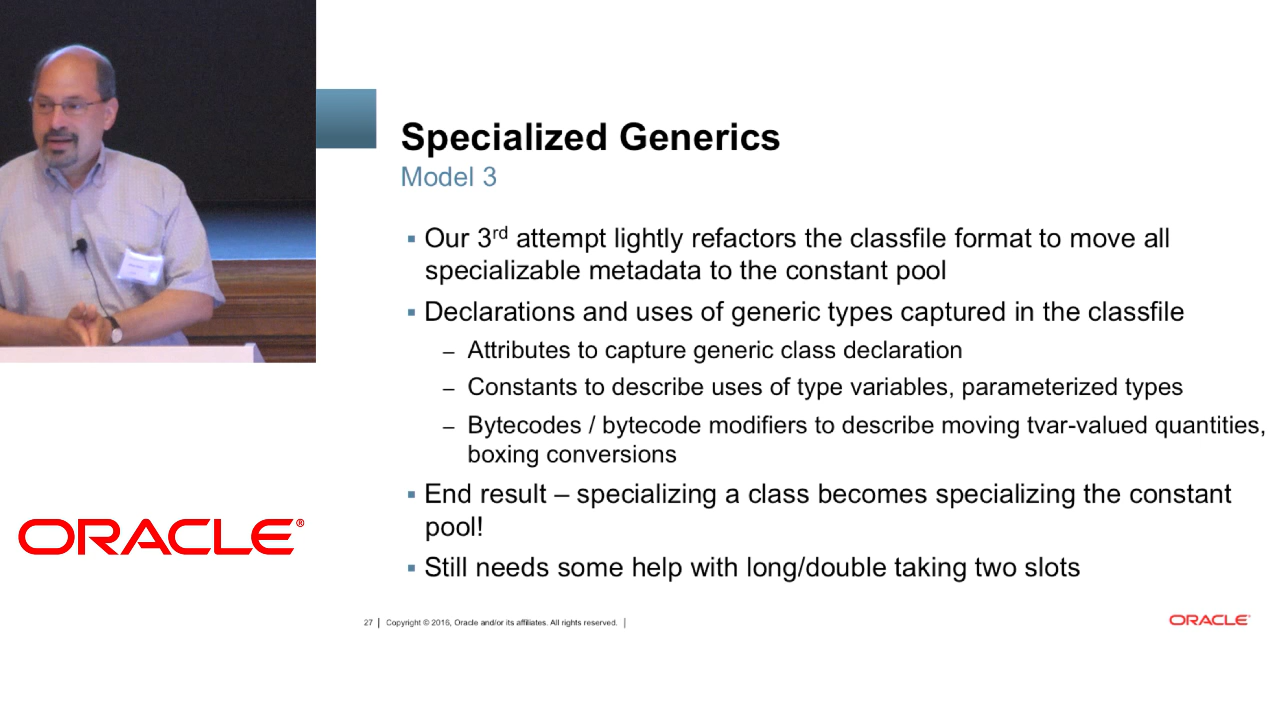 Specialized Generics
Model 3
▪ Our 3rd attempt lightly refactors the classfile format to move all
specializable metadata to the constant pool
▪ Declarations and uses of generic types captured in the classfile
– Attributes to capture generic class declaration
– Constants to describe uses of type variables, parameterized types
– Bytecodes / bytecode modifiers to describe moving tvar-valued quantities,
boxing conversions
▪ End result – specializing a class becomes specializing the constant
pool!
▪ Still needs some help with long/double taking two slots
ORACLE®
27 | Copyright © 2016, Oracle and/or its affiliates. All rights reserved. |
ORACLE®